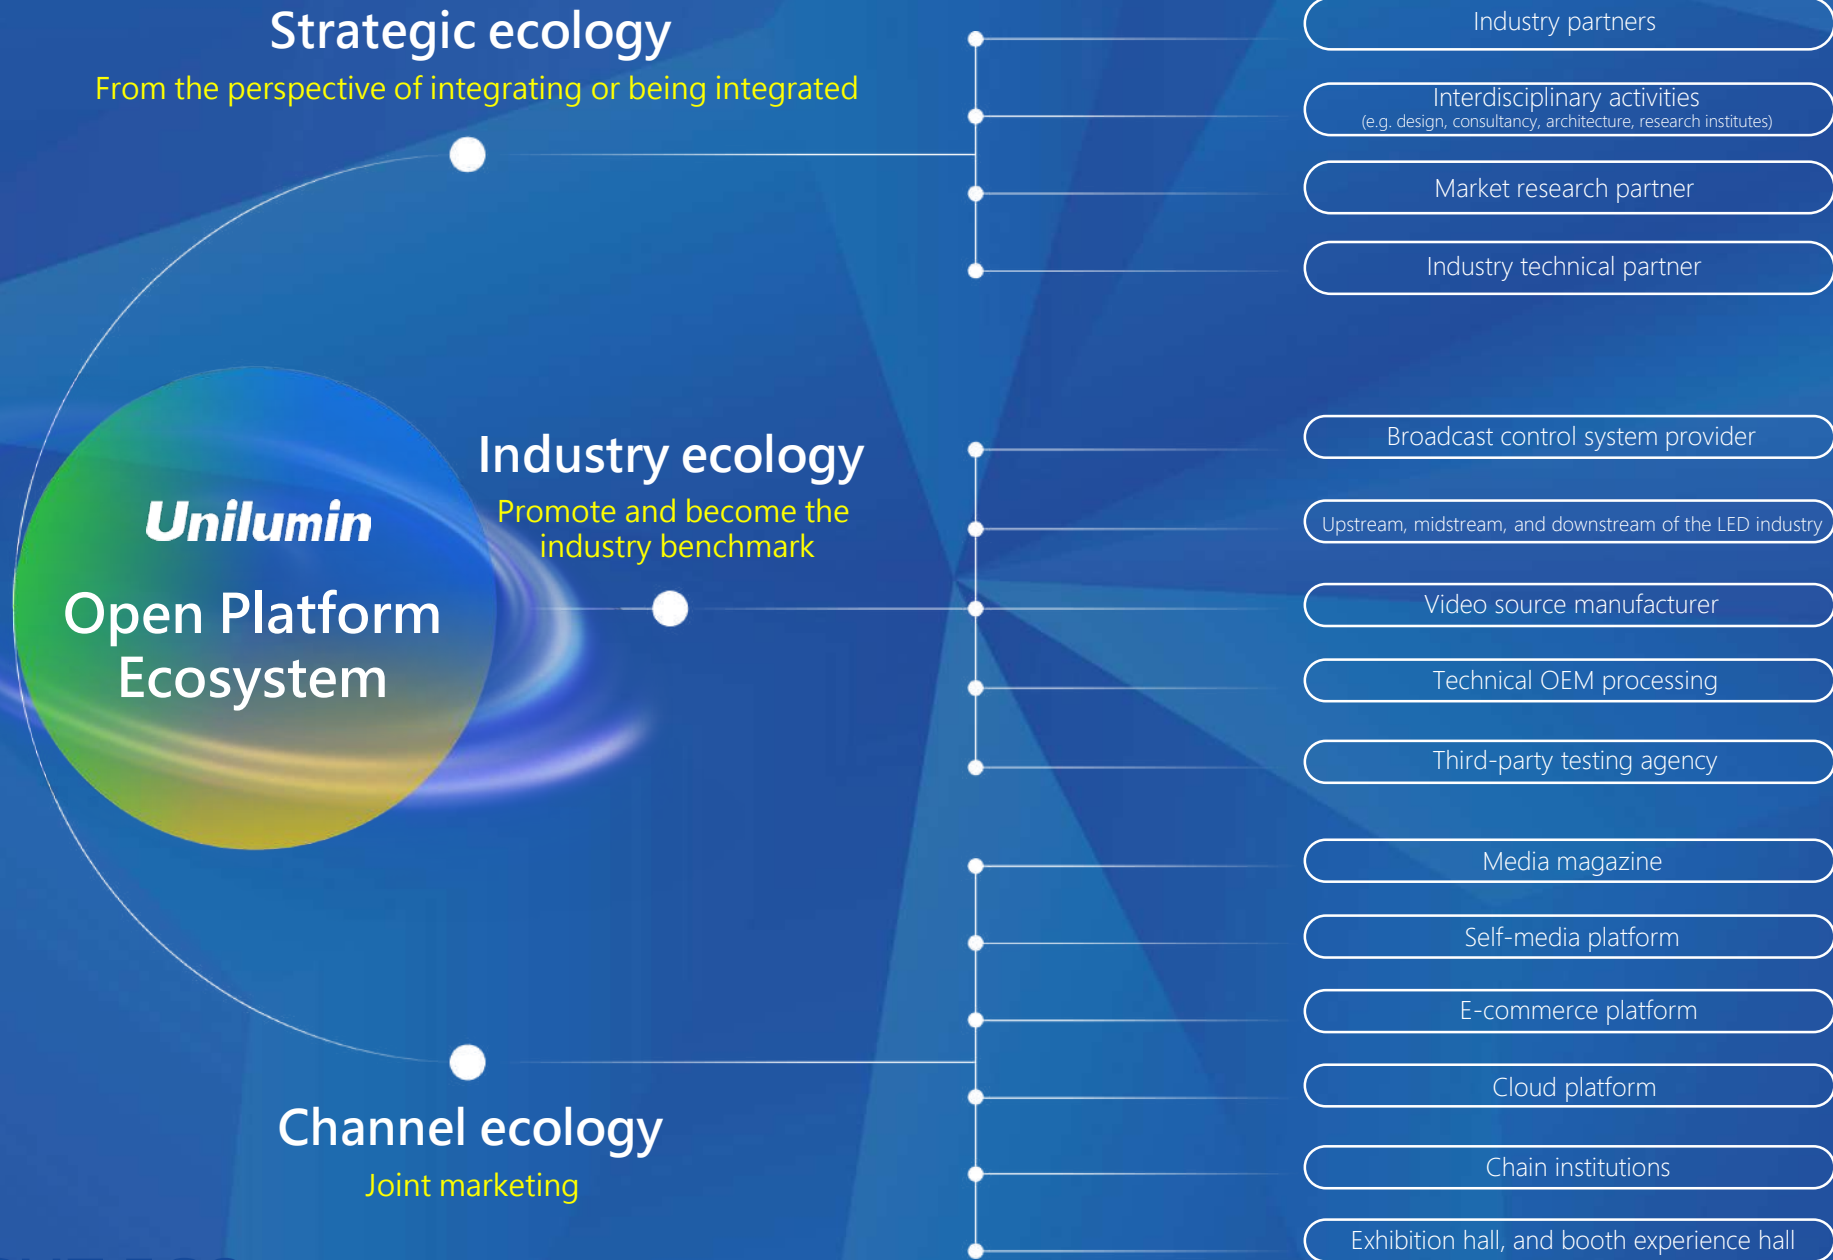 Strategic ecology
From the perspective of integrating or being integrated
Industry partners
Interdisciplinary activities
(e.g. design, consultancy, architecture, research institutes)
Market research partner
Industry technical partner
Unilumin
Open Platform
Ecosystem
Industry ecology
Promote and become the
industry benchmark
Broadcast control system provider
Upstream, midstream, and downstream of the LED industry
Video source manufacturer
Technical OEM processing
Third-party testing agency
Channel ecology
Joint marketing
Media magazine
Self-media platform
E-commerce platform
Cloud platform
Chain institutions
Exhibition hall, and booth experience hall